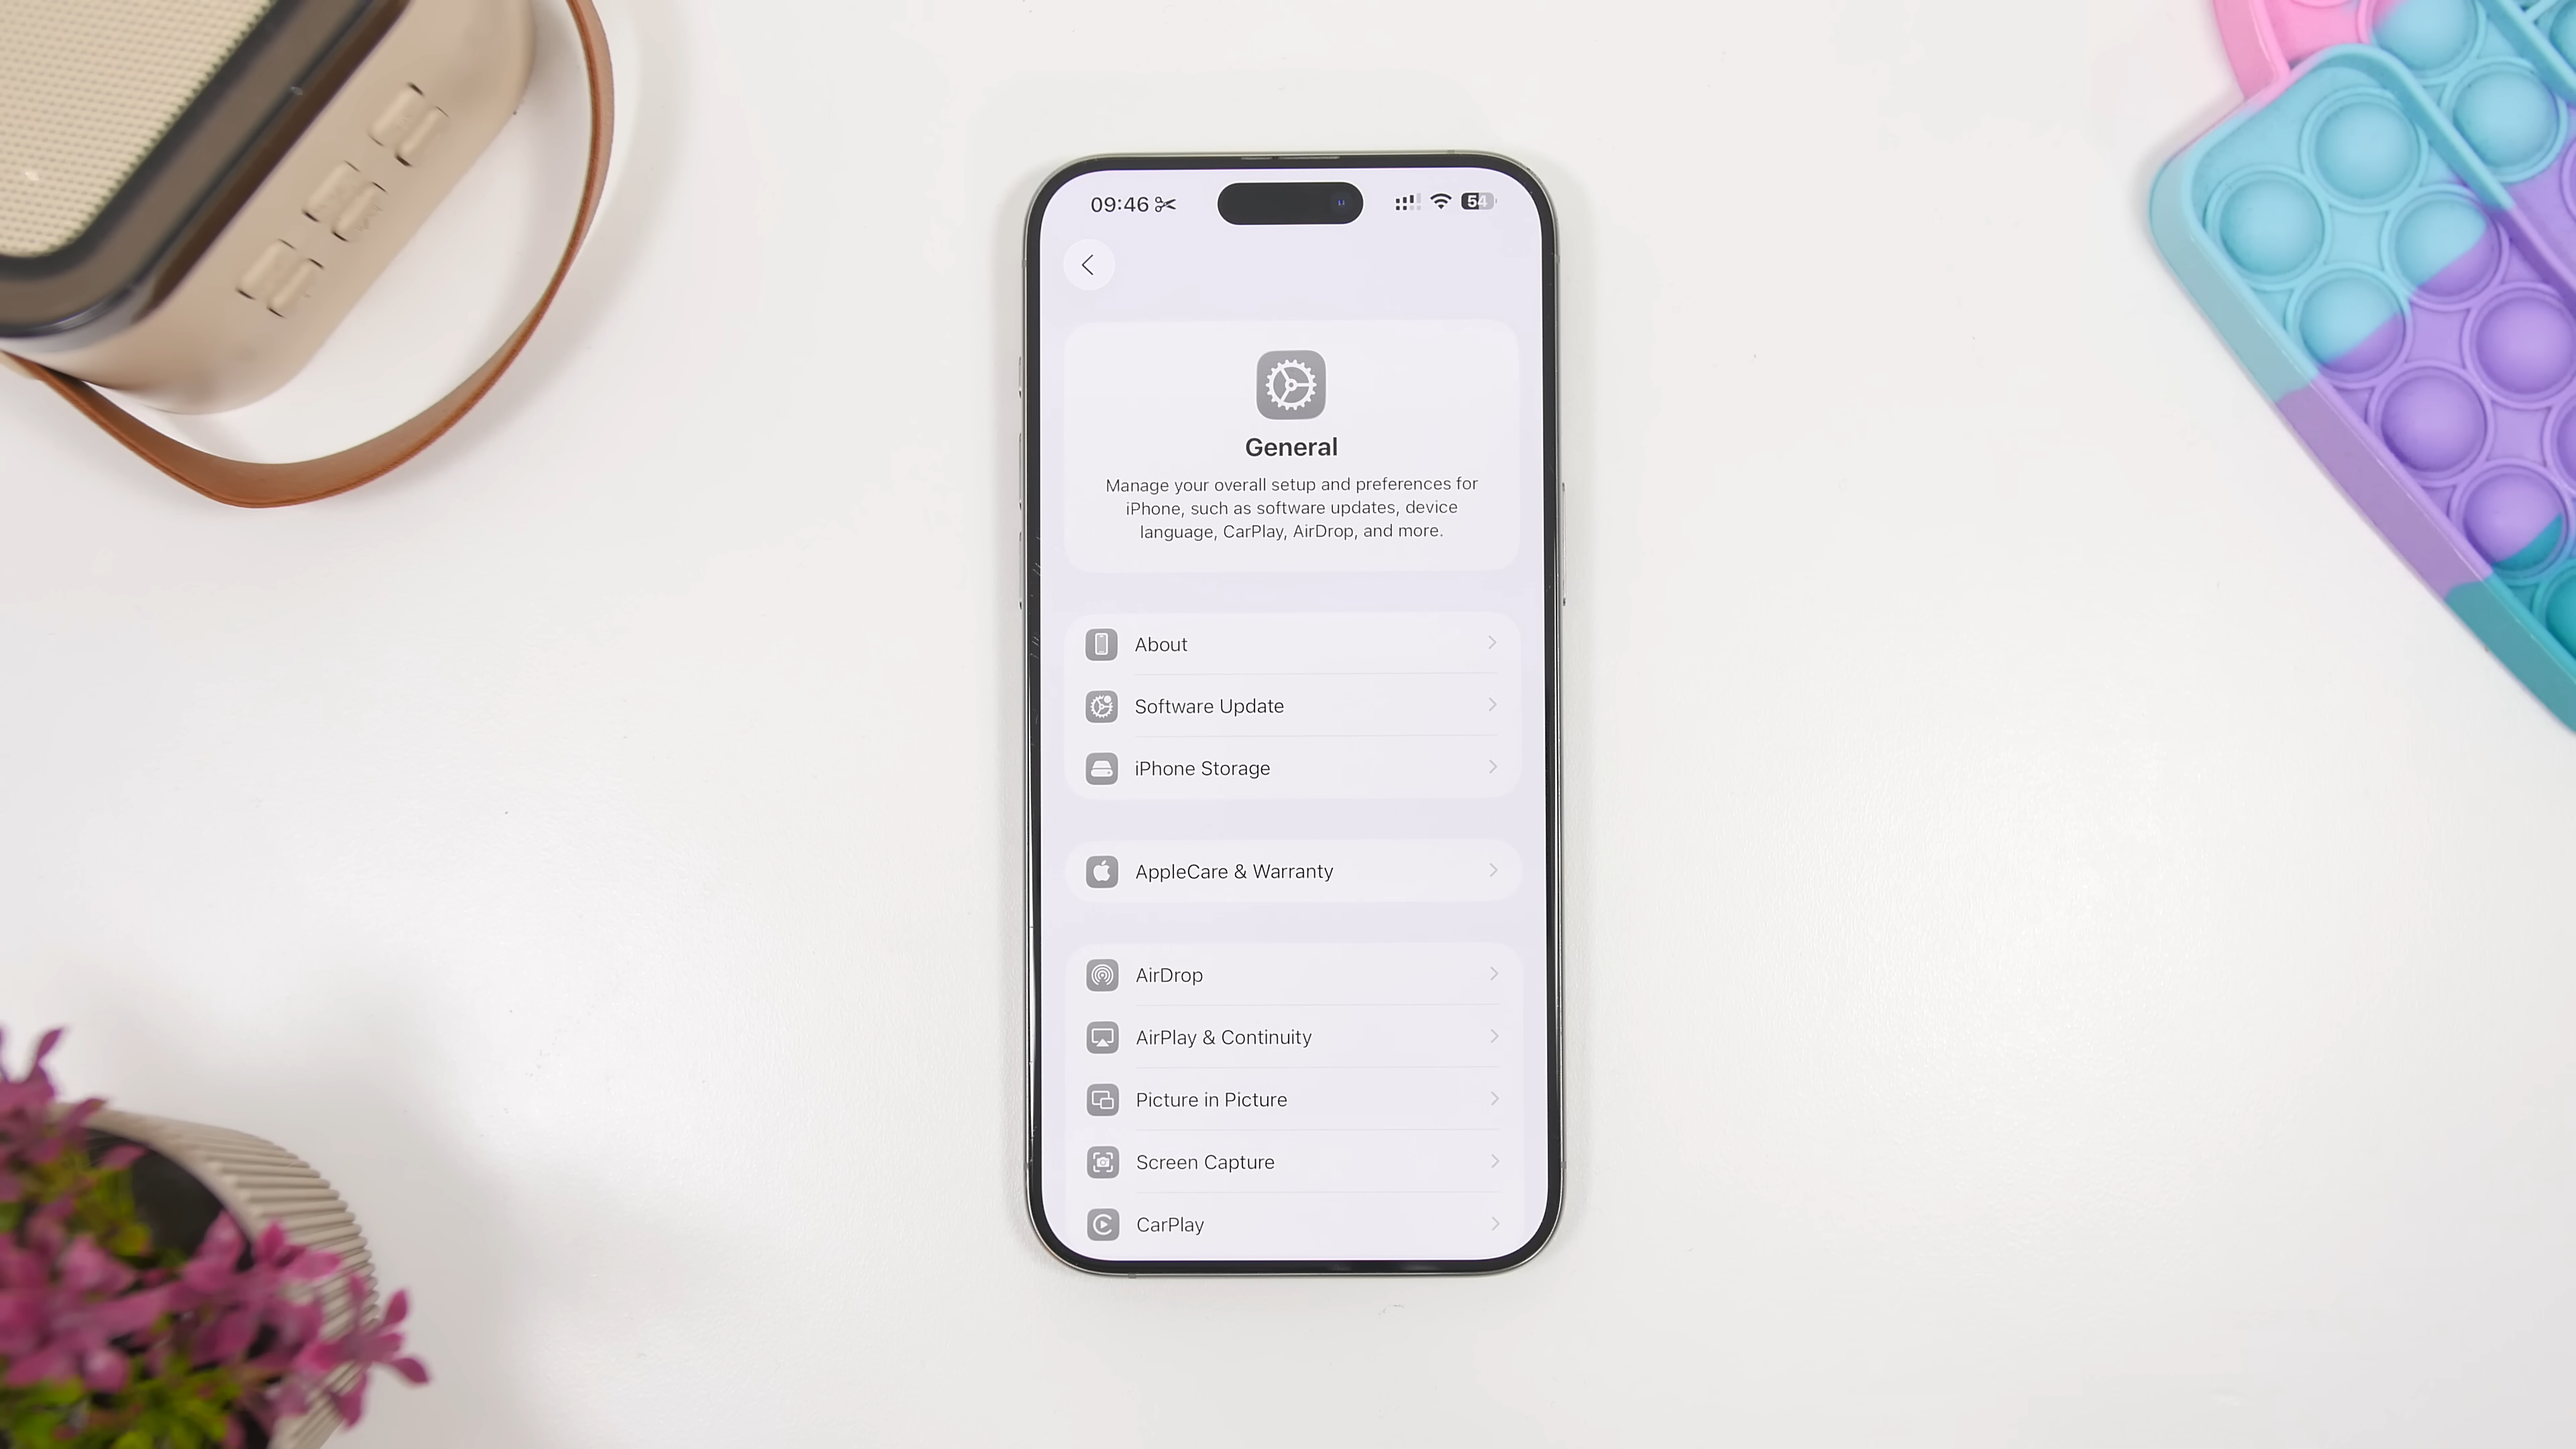 09:46
54
General
Manage your overall setup and preferences for
iPhone, such as software updates, device
language, CarPlay, AirDrop, and more.
About
Software Update
iPhone Storage
AppleCare & Warranty
AirDrop
AirPlay & Continuity
Picture in Picture
Screen Capture
CarPlay